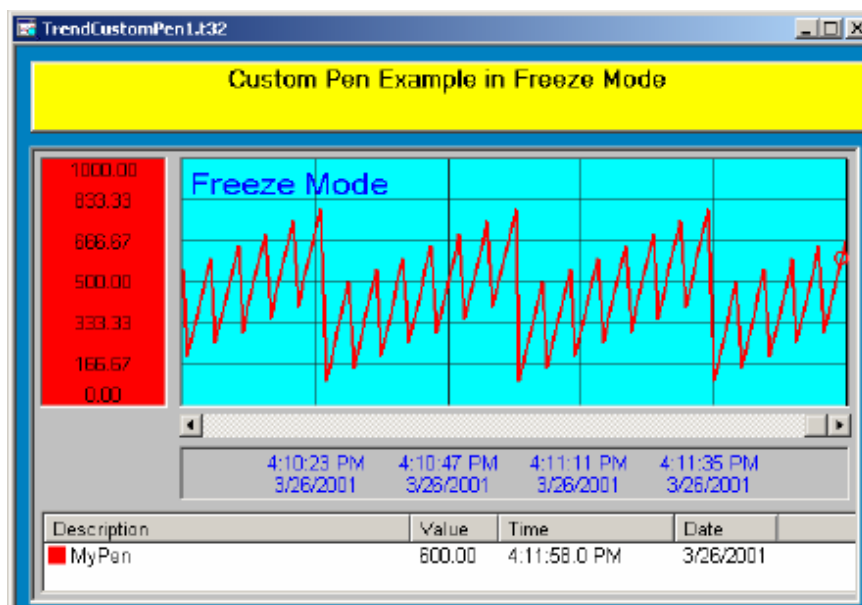 TrendCustomPen1.t32
Custom Pen Example in Freeze Mode
1000.00
833.33
666.67
500.00
333.33
166.67
0.00
Freeze Mode
4:10:23 PM 4:10:47 PM 4:11:11 PM 4:11:35 PM
3/26/2001 3/26/2001 3/26/2001 3/26/2001
Description Value Time Date
MyPen 600.00 4:11:58.0 PM 3/26/2001